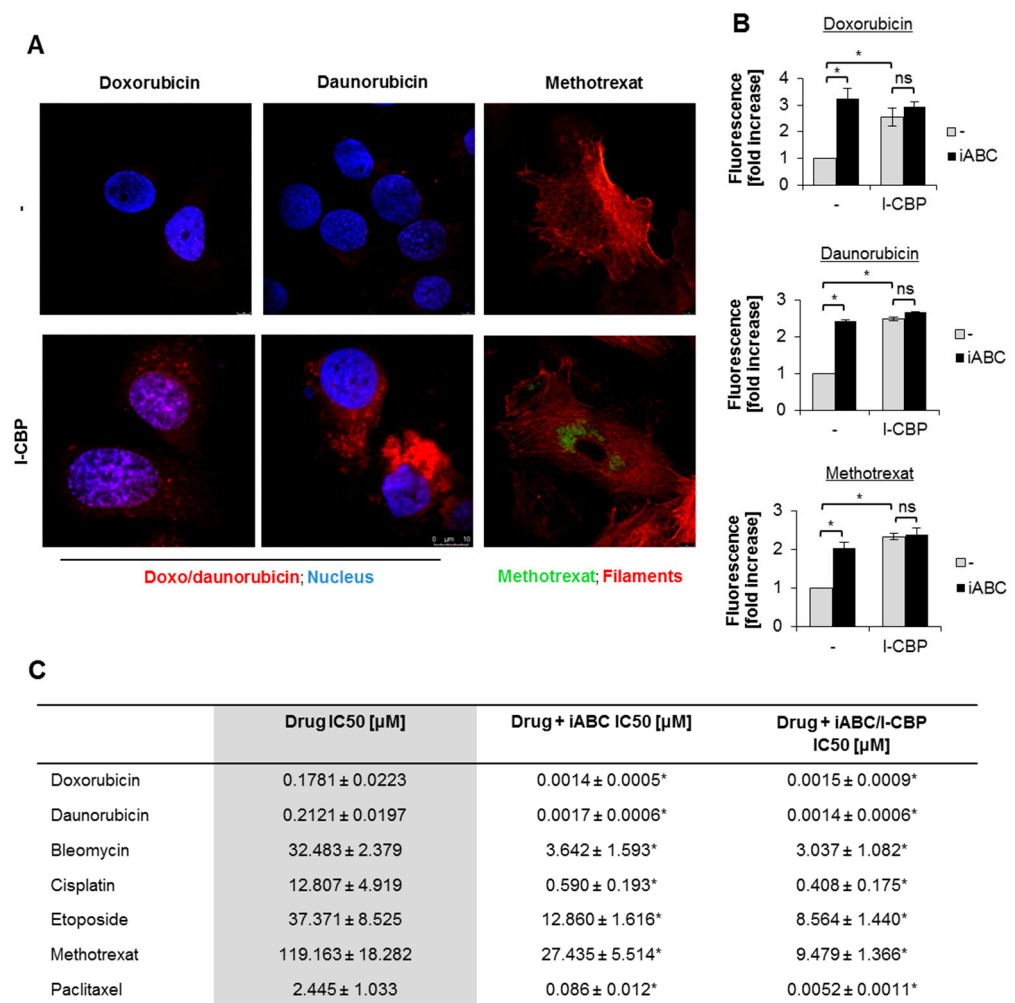 A
Doxorubicin Daunorubicin Methotrexat
-
I-CBP
0 µm 10
Doxo/daunorubicin; Nucleus
Methotrexat; Filaments
B
Doxorubicin
Fluorescence
[fold increase]
4
3
2
1
0
*
*
ns
- I-CBP
-
iABC
Daunorubicin
Fluorescence
[fold increase]
3
2
1
0
*
*
ns
- I-CBP
-
iABC
Methotrexat
Fluorescence
[fold increase]
3
2
1
0
*
*
ns
- I-CBP
-
iABC
C
Drug IC50 [µM] Drug + iABC IC50 [µM] Drug + iABC/I-CBP
IC50 [µM]
Doxorubicin 0.1781 ± 0.0223 0.0014 ± 0.0005* 0.0015 ± 0.0009*
Daunorubicin 0.2121 ± 0.0197 0.0017 ± 0.0006* 0.0014 ± 0.0006*
Bleomycin 32.483 ± 2.379 3.642 ± 1.593* 3.037 ± 1.082*
Cisplatin 12.807 ± 4.919 0.590 ± 0.193* 0.408 ± 0.175*
Etoposide 37.371 ± 8.525 12.860 ± 1.616* 8.564 ± 1.440*
Methotrexat 119.163 ± 18.282 27.435 ± 5.514* 9.479 ± 1.366*
Paclitaxel 2.445 ± 1.033 0.086 ± 0.012* 0.0052 ± 0.0011*